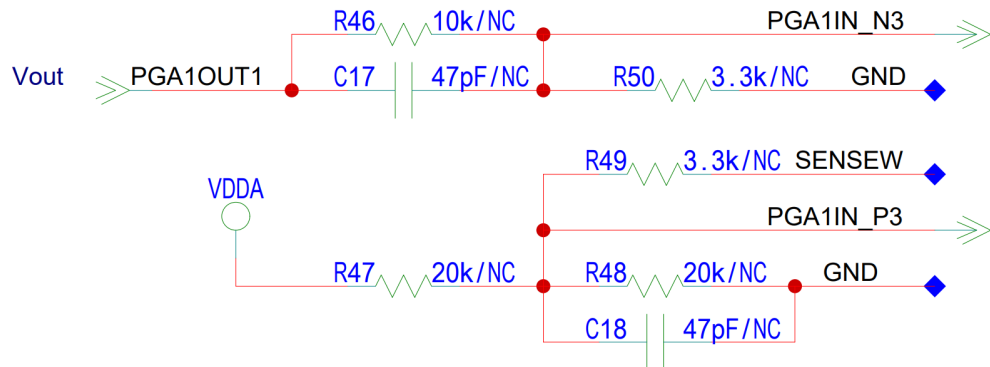 R46 10k/NC PGA1IN_N3
Vout PGA1OUT1 C17 47pF/NC R50 3.3k/NC GND
R49 3.3k/NC SENSEW
VDDA
PGA1IN_P3
R47 20k/NC R48 20k/NC GND
C18 47pF/NC